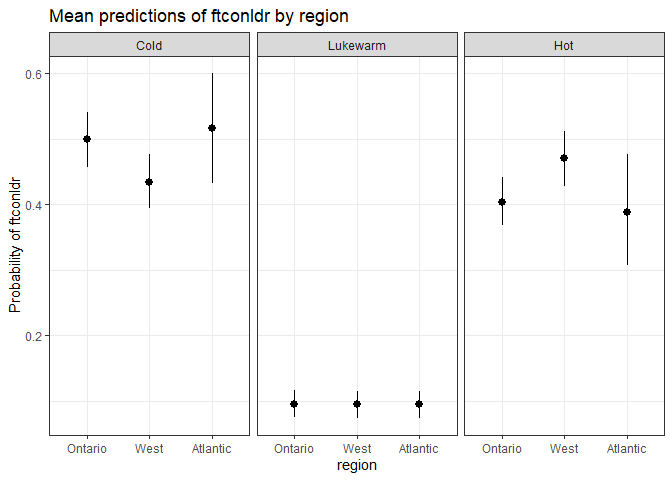 Mean predictions of ftconldr by region
Cold Lukewarm Hot
Probability of ftconldr
0.6
0.4
0.2
Ontario West Atlantic Ontario West Atlantic Ontario West Atlantic
region